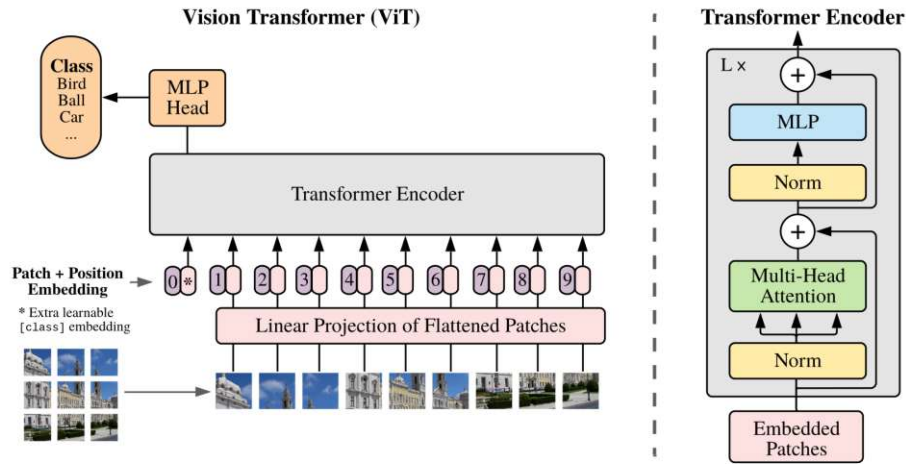 Vision Transformer (ViT)
Class
Bird
Ball
Car
...
MLP
Head
Transformer Encoder
Patch + Position
Embedding
0 * 1 2 3 4 5 6 7 8 9
* Extra learnable
[class] embedding
Linear Projection of Flattened Patches
Transformer Encoder
L ×
+
MLP
Norm
+
Multi-Head
Attention
Norm
Embedded
Patches